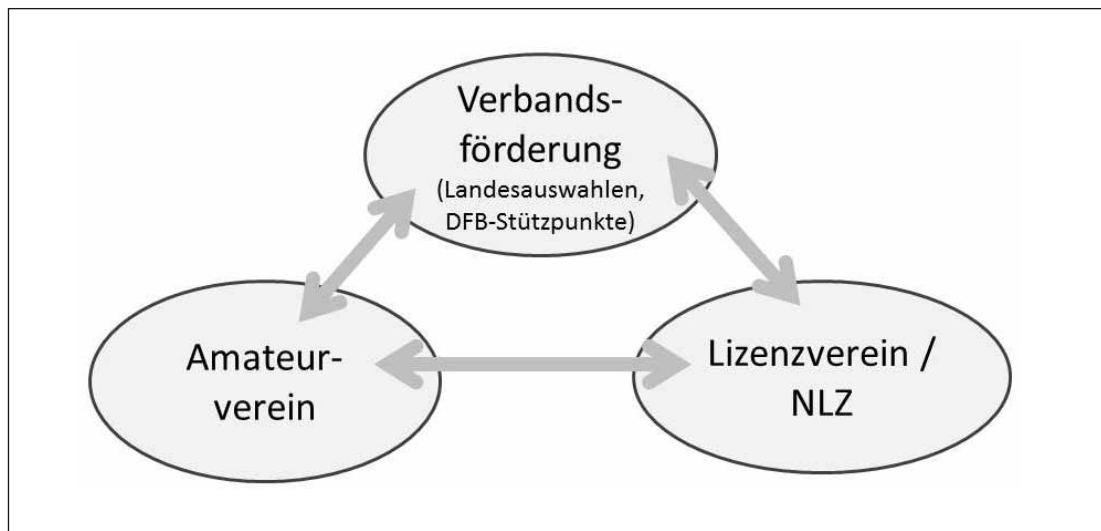 Verbands-
förderung
(Landesauswahlen,
DFB-Stützpunkte)
Amateur-
verein
Lizenzverein /
NLZ